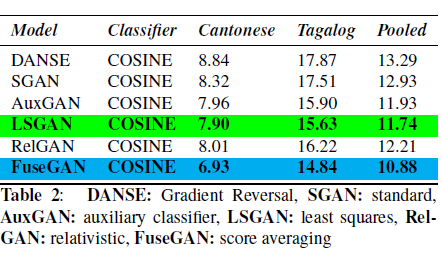 Model Classifier Cantonese Tagalog Pooled
DANSE COSINE 8.84 17.87 13.29
SGAN COSINE 8.32 17.51 12.93
AuxGAN COSINE 7.96 15.90 11.93
LSGAN COSINE 7.90 15.63 11.74
RelGAN COSINE 8.01 16.22 12.21
FuseGAN COSINE 6.93 14.84 10.88
Table 2: DANSE: Gradient Reversal, SGAN: standard,
AuxGAN: auxiliary classifier, LSGAN: least squares, Rel-
GAN: relativistic, FuseGAN: score averaging